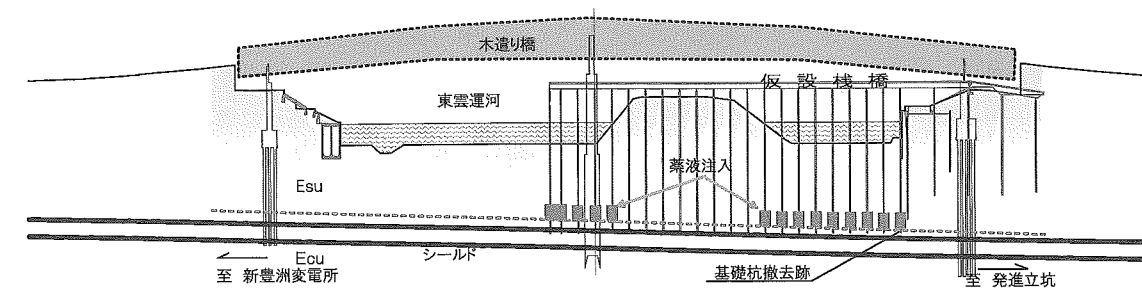 木遣り橋
仮設桟橋
東雲運河
薬液注入
Esu
Ecu
シールド
至 新豊洲変電所
基礎杭撤去跡
至 発進立坑